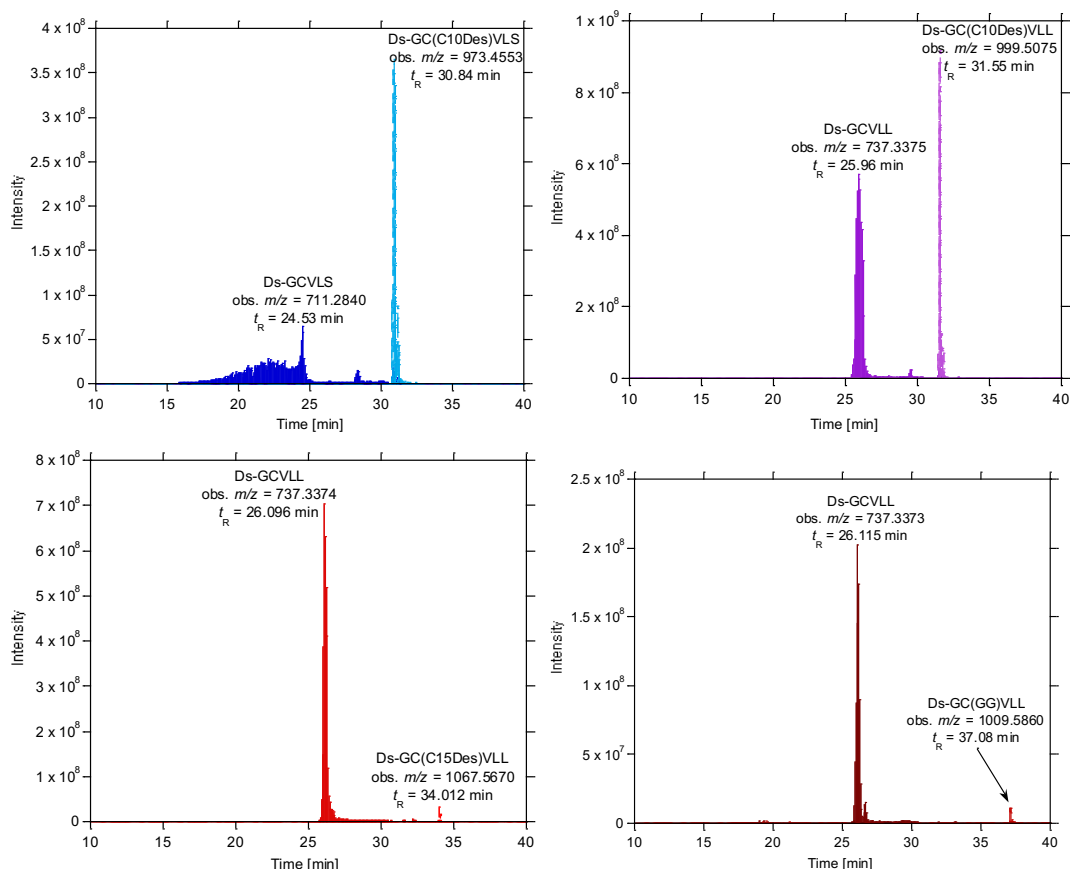 4 x 10⁸
3.5 x 10⁸
3 x 10⁸
2.5 x 10⁸
2 x 10⁸
1.5 x 10⁸
1 x 10⁸
5 x 10⁷
0
Intensity
Ds-GC(C10Des)VLS
obs. m/z = 973.4553
tR = 30.84 min
Ds-GCVLS
obs. m/z = 711.2840
tR = 24.53 min
10 15 20 25 30 35 40
Time [min]
1 x 10⁹
8 x 10⁸
6 x 10⁸
4 x 10⁸
2 x 10⁸
0
Intensity
Ds-GC(C10Des)VLL
obs. m/z = 999.5075
tR = 31.55 min
Ds-GCVLL
obs. m/z = 737.3375
tR = 25.96 min
10 15 20 25 30 35 40
Time [min]
8 x 10⁸
7 x 10⁸
6 x 10⁸
5 x 10⁸
4 x 10⁸
3 x 10⁸
2 x 10⁸
1 x 10⁸
0
Intensity
Ds-GCVLL
obs. m/z = 737.3374
tR = 26.096 min
Ds-GC(C15Des)VLL
obs. m/z = 1067.5670
tR = 34.012 min
10 15 20 25 30 35 40
Time [min]
2.5 x 10⁸
2 x 10⁸
1.5 x 10⁸
1 x 10⁸
5 x 10⁷
0
Intensity
Ds-GCVLL
obs. m/z = 737.3373
tR = 26.115 min
Ds-GC(GG)VLL
obs. m/z = 1009.5860
tR = 37.08 min
10 15 20 25 30 35 40
Time [min]